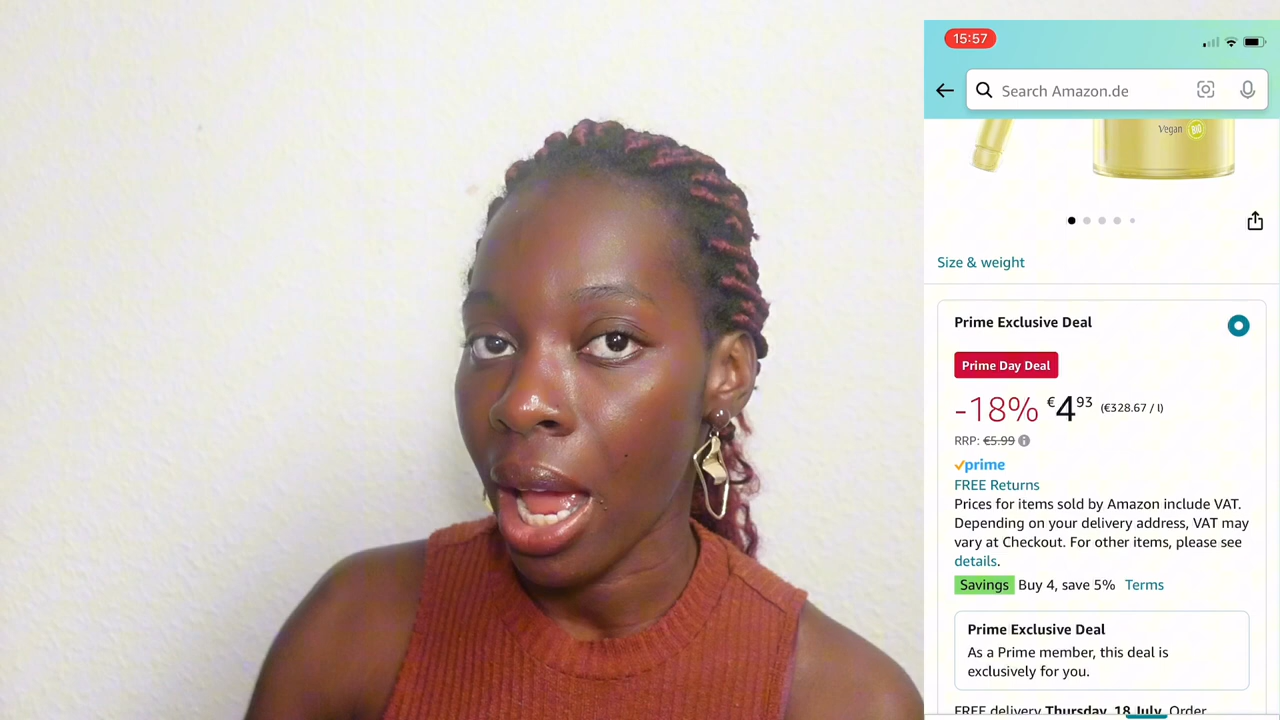 15:57
Search Amazon.de
Vegan BIO
Size & weight
Prime Exclusive Deal
Prime Day Deal
-18% €4 93 (€328.67 / l)
RRP: €5.99
prime
FREE Returns
Prices for items sold by Amazon include VAT.
Depending on your delivery address, VAT may
vary at Checkout. For other items, please see
details.
Savings Buy 4, save 5% Terms
Prime Exclusive Deal
As a Prime member, this deal is
exclusively for you.
FREE delivery Thursday, 18 July. Order